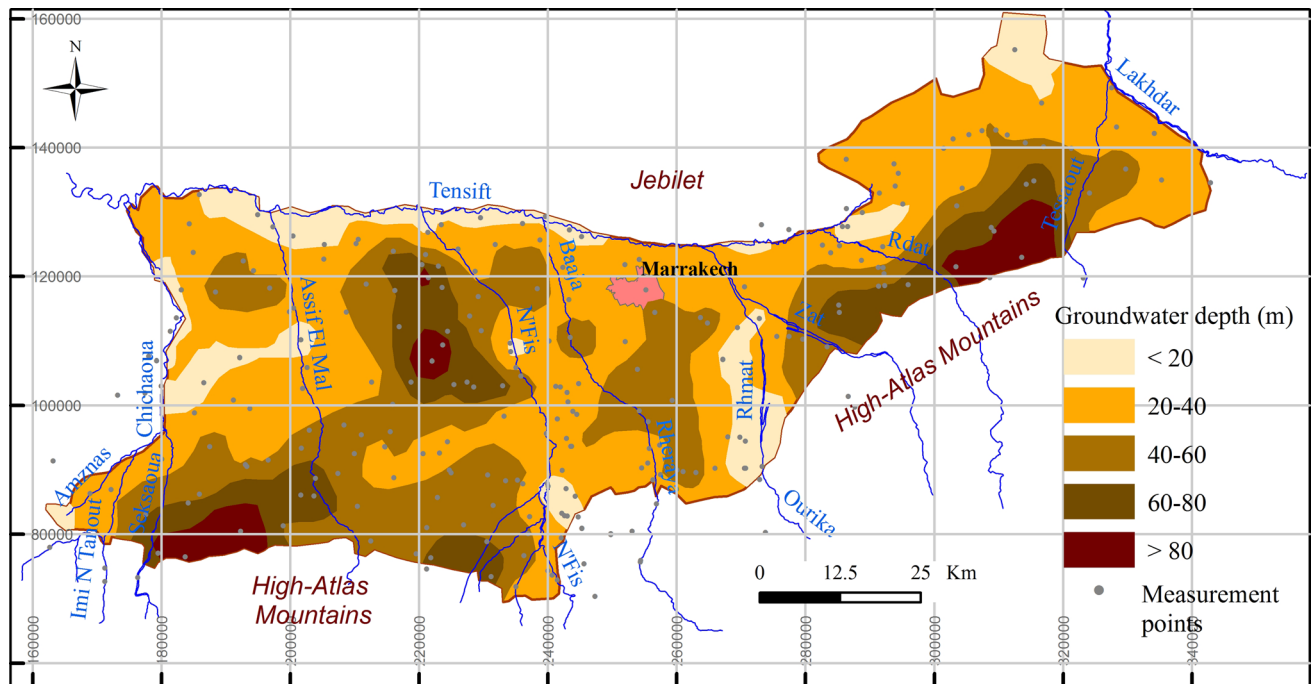 160000
140000
120000
100000
80000
N
Lakhdar
Jebilet
Tensift
Tessaout
Rdat
Baaja
Marrakech
Assif El Mal
N'Fis
Zat
High-Atlas Mountains
Chichaoua
Rhmat
Rheraya
Amznas
Seksaoua
Imi N Tanout
Ourika
N'Fis
High-Atlas
Mountains
Groundwater depth (m)
< 20
20-40
40-60
60-80
> 80
Measurement
points
0 12.5 25 Km
160000 180000 200000 220000 240000 260000 280000 300000 320000 340000